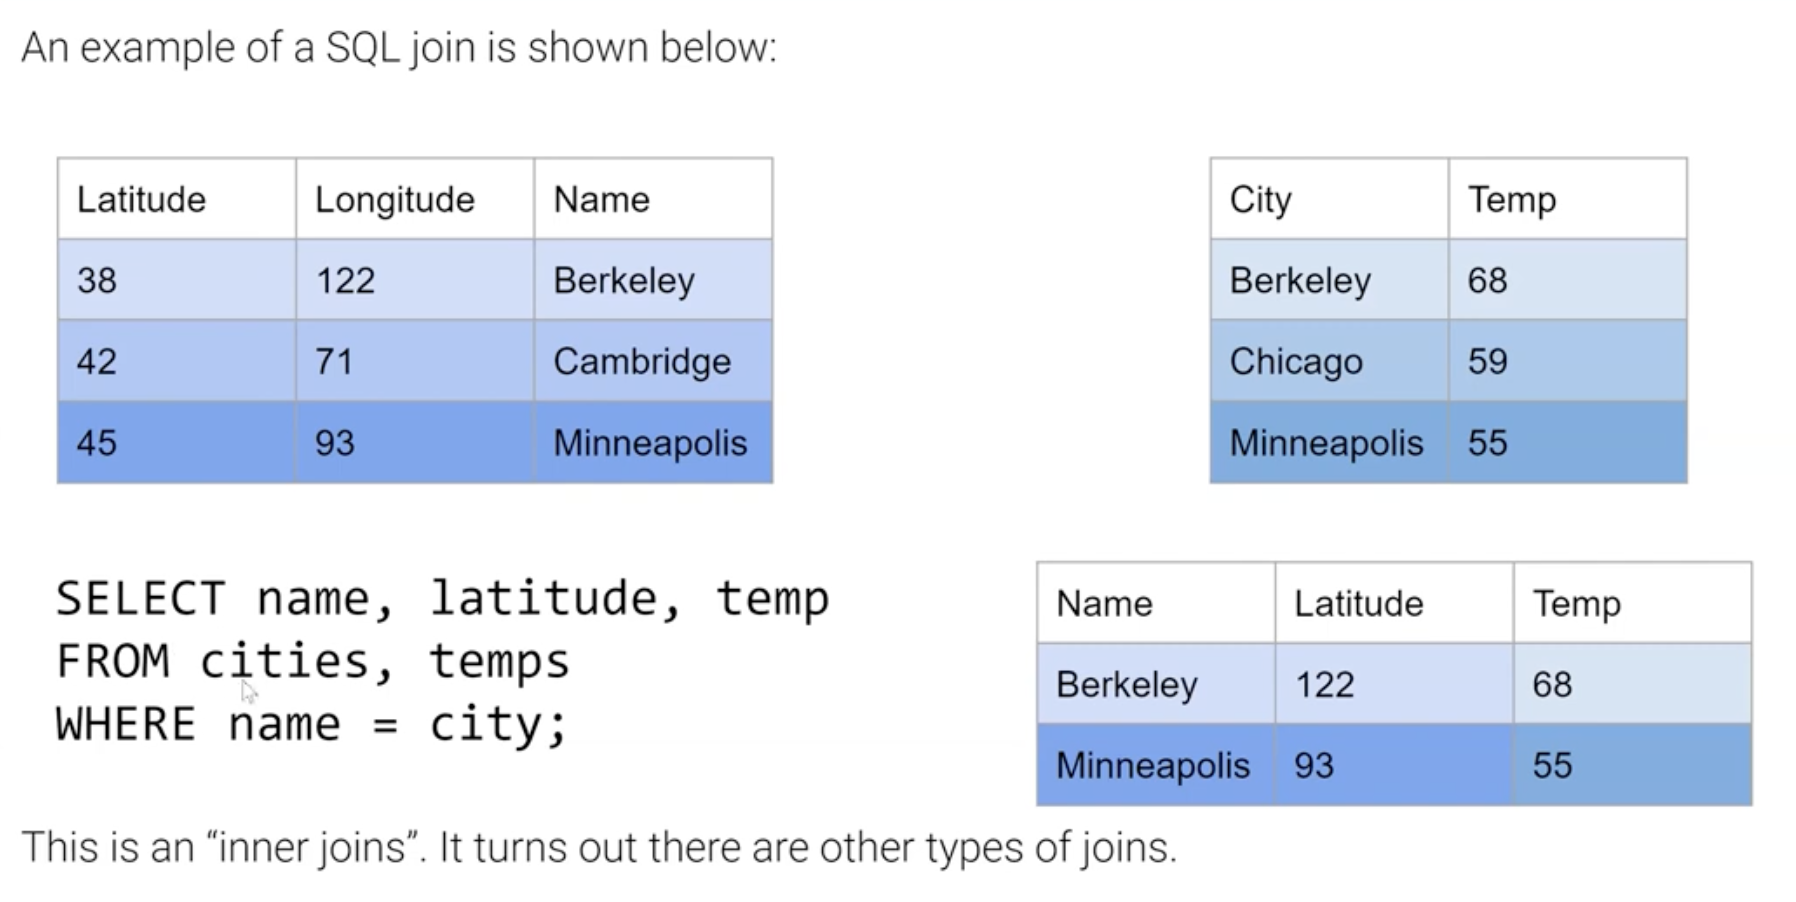 An example of a SQL join is shown below:
Latitude Longitude Name
38 122 Berkeley
42 71 Cambridge
45 93 Minneapolis
City Temp
Berkeley 68
Chicago 59
Minneapolis 55
SELECT name, latitude, temp
FROM cities, temps
WHERE name = city;
Name Latitude Temp
Berkeley 122 68
Minneapolis 93 55
This is an “inner joins”. It turns out there are other types of joins.